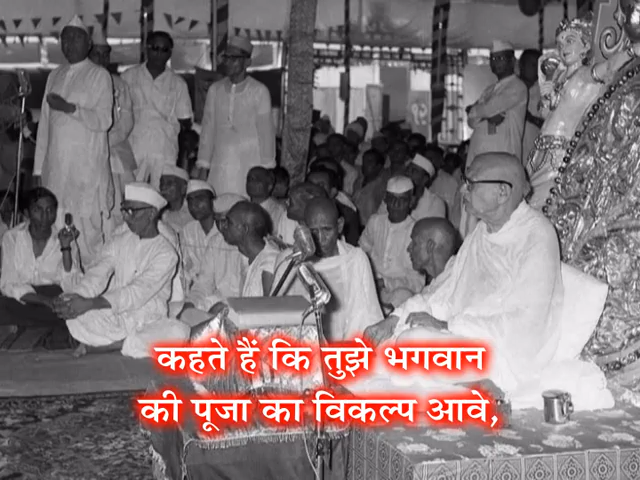 कहते हैं कि तुझे भगवान
की पूजा का विकल्प आवे,